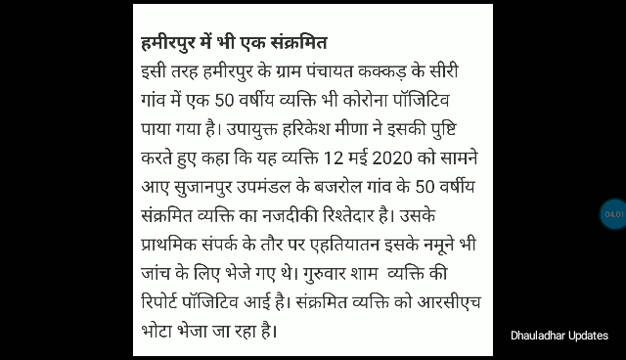 हमीरपुर में भी एक संक्रमित
इसी तरह हमीरपुर के ग्राम पंचायत कक्कड़ के सीरी
गांव में एक 50 वर्षीय व्यक्ति भी कोरोना पॉजिटिव
पाया गया है। उपायुक्त हरिकेश मीणा ने इसकी पुष्टि
करते हुए कहा कि यह व्यक्ति 12 मई 2020 को सामने
आए सुजानपुर उपमंडल के बजरोल गांव के 50 वर्षीय
संक्रमित व्यक्ति का नजदीकी रिश्तेदार है। उसके
प्राथमिक संपर्क के तौर पर एहतियातन इसके नमूने भी
जांच के लिए भेजे गए थे। गुरुवार शाम व्यक्ति की
रिपोर्ट पॉजिटिव आई है। संक्रमित व्यक्ति को आरसीएच
भोटा भेजा जा रहा है।
04:01
Dhauladhar Updates